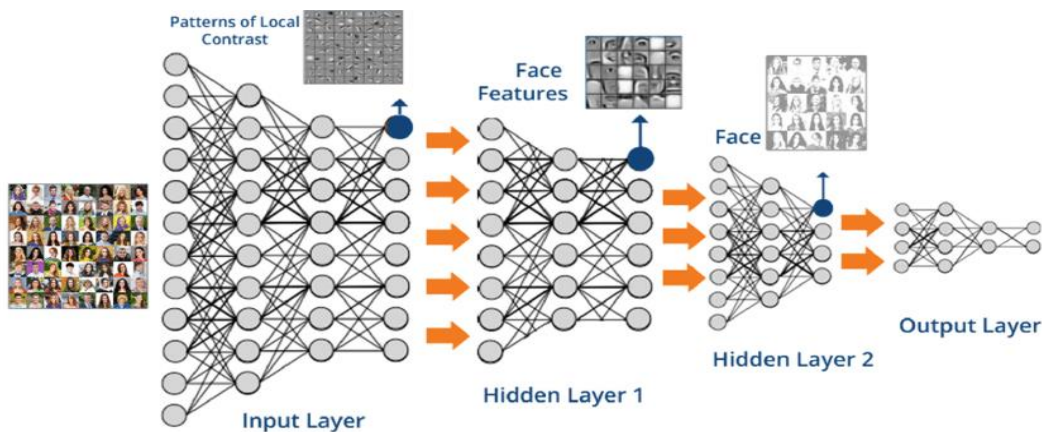 Patterns of Local
Contrast
Face
Features
Face
Input Layer
Hidden Layer 1
Hidden Layer 2
Output Layer